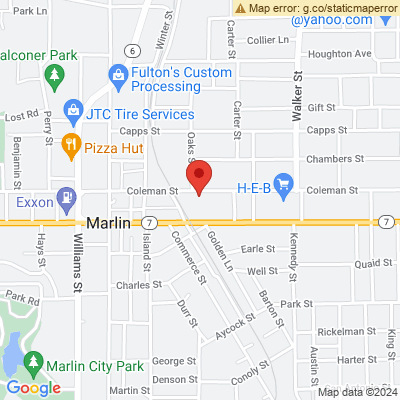 Map error: g.co/staticmaperror
@yahoo.com/
Park Ln
Winter St
Carter St
Collier Ln
Houghton Ave
alconer Park
6
Fulton's Custom
Processing
Walker St
Lost Rd
Perry St
JTC Tire Services
Gift St
Capps St
Oaks St
Carter St
Capps St
Benjamin St
Pizza Hut
Chambers St
Exxon
Coleman St
H-E-B
Coleman St
Marlin
7
7
Hays St
Williams St
Island St
Commerce St
Golden Ln
Earle St
Kennedy St
Well St
Quaid St
Park Rd
Charles St
Durr St
Barton St
Park St
Aycock St
Rickelman St
Marlin City Park
George St
Austin St
Harter St
King St
Denson St
Conoly St
Google
Martin St
Map data ©2024